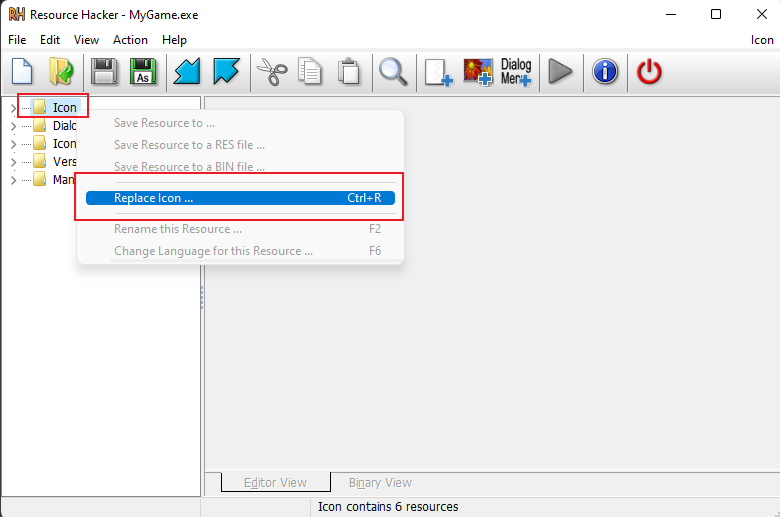 Resource Hacker - MyGame.exe
File Edit View Action Help Icon
As Dialog
Menu
Icon
Save Resource to ...
Dialo
Save Resource to a RES file ...
Icon
Save Resource to a BIN file ...
Vers
Man
Replace Icon ... Ctrl+R
Rename this Resource ... F2
Change Language for this Resource ... F6
Editor View Binary View
Icon contains 6 resources